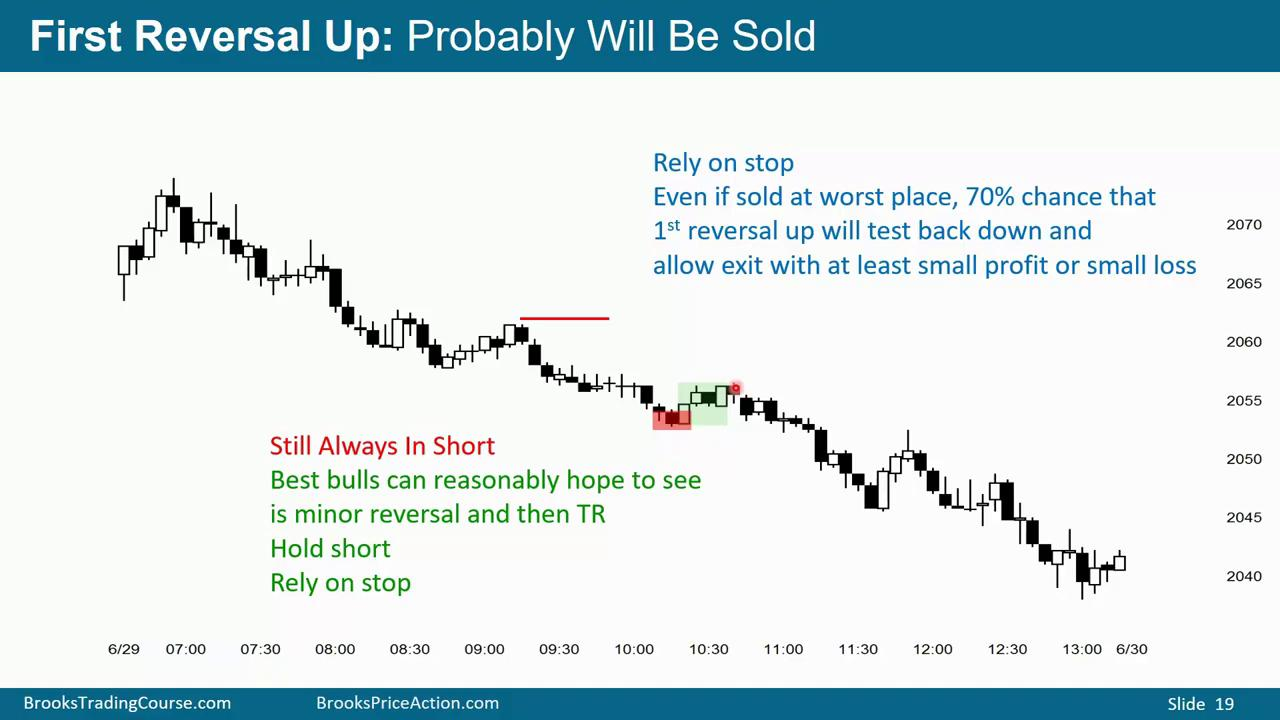 First Reversal Up: Probably Will Be Sold
Rely on stop
Even if sold at worst place, 70% chance that
1st reversal up will test back down and
allow exit with at least small profit or small loss
2070
2065
2060
2055
2050
2045
2040
Still Always In Short
Best bulls can reasonably hope to see
is minor reversal and then TR
Hold short
Rely on stop
6/29 07:00 07:30 08:00 08:30 09:00 09:30 10:00 10:30 11:00 11:30 12:00 12:30 13:00 6/30
BrooksTradingCourse.com BrooksPriceAction.com Slide 19